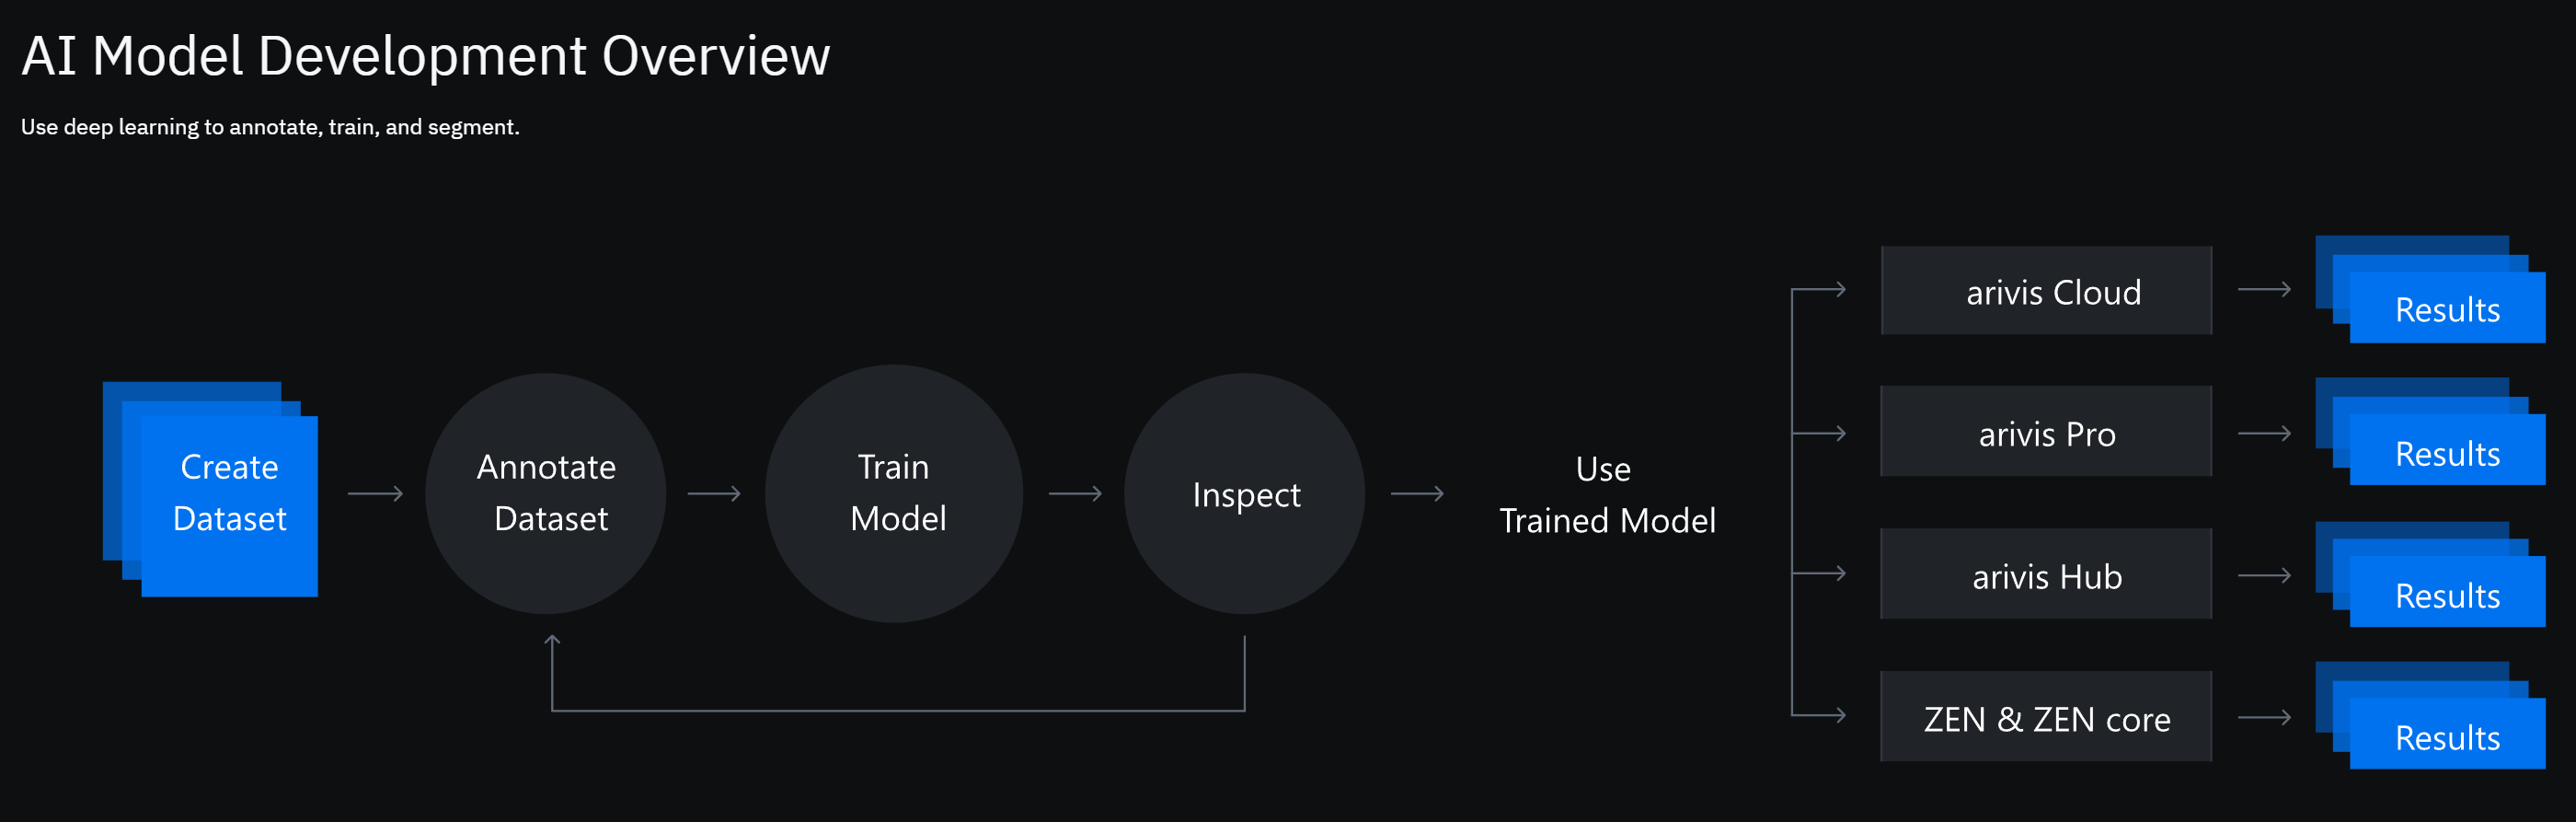 AI Model Development Overview
Use deep learning to annotate, train, and segment.
Create
Dataset
Annotate
Dataset
Train
Model
Inspect
Use
Trained Model
arivis Cloud
Results
arivis Pro
Results
arivis Hub
Results
ZEN & ZEN core
Results